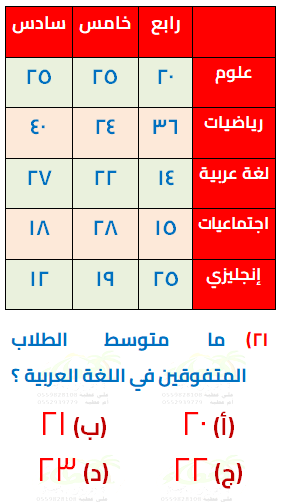 رابع خامس سادس
علوم ٢٠ ٢٥ ٢٥
رياضيات ٣٦ ٢٤ ٤٠
لغة عربية ١٤ ٢٢ ٢٧
اجتماعيات ١٥ ٢٨ ١٨
إنجليزي ٢٥ ١٩ ١٢
٢١) ما متوسط الطلاب
المتفوقين في اللغة العربية ؟
(أ) ٢٠ (ب) ٢١
(ج) ٢٢ (د) ٢٣